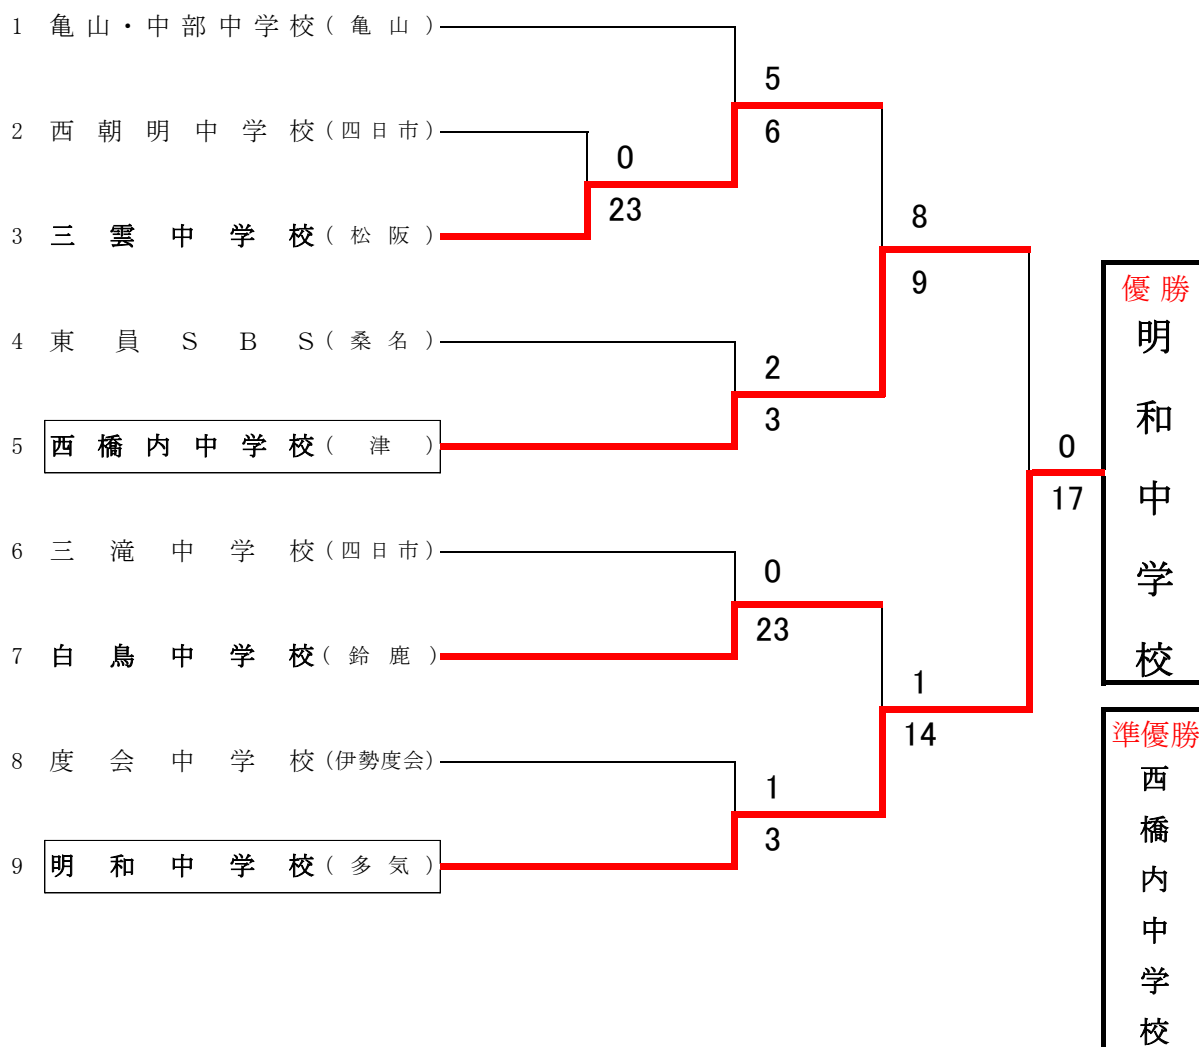 1 亀山・中部中学校(亀山)
2 西朝明中学校(四日市)
3 三雲中学校(松阪)
4 東員SBS(桑名)
5 西橋内中学校(津)
6 三滝中学校(四日市)
7 白鳥中学校(鈴鹿)
8 度会中学校(伊勢度会)
9 明和中学校(多気)
0
23
5
6
2
3
0
23
1
3
8
9
1
14
0
17
優勝
明和中学校
準優勝
西橋内中学校